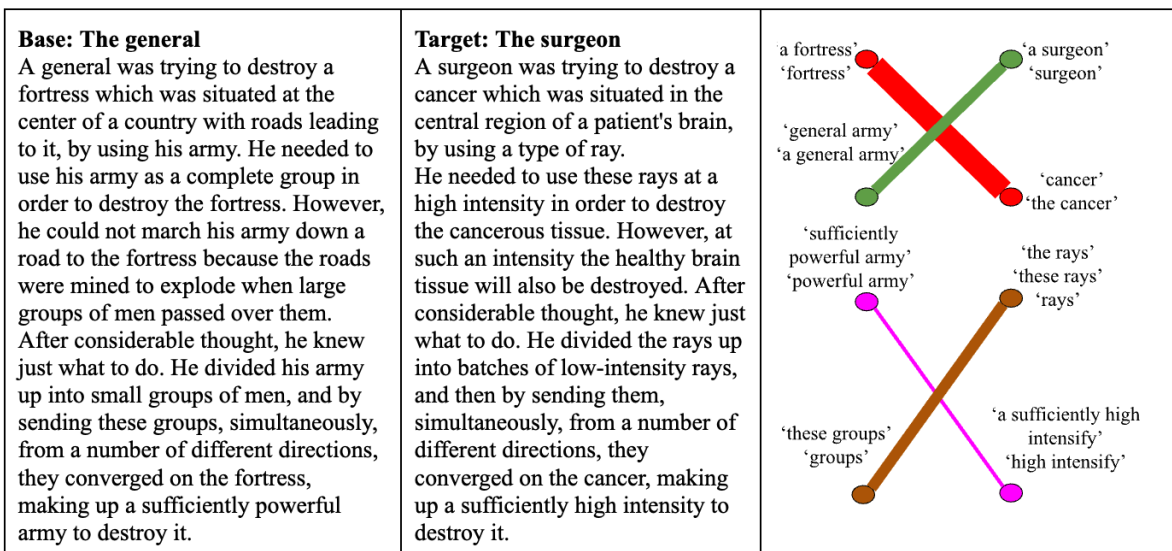 Base: The general
A general was trying to destroy a
fortress which was situated at the
center of a country with roads leading
to it, by using his army. He needed to
use his army as a complete group in
order to destroy the fortress. However,
he could not march his army down a
road to the fortress because the roads
were mined to explode when large
groups of men passed over them.
After considerable thought, he knew
just what to do. He divided his army
up into small groups of men, and by
sending these groups, simultaneously,
from a number of different directions,
they converged on the fortress,
making up a sufficiently powerful
army to destroy it.
Target: The surgeon
A surgeon was trying to destroy a
cancer which was situated in the
central region of a patient's brain,
by using a type of ray.
He needed to use these rays at a
high intensity in order to destroy
the cancerous tissue. However, at
such an intensity the healthy brain
tissue will also be destroyed. After
considerable thought, he knew just
what to do. He divided the rays up
into batches of low-intensity rays,
and then by sending them,
simultaneously, from a number of
different directions, they
converged on the cancer, making
up a sufficiently high intensity to
destroy it.
‘a fortress’
‘fortress’
‘a surgeon’
‘surgeon’
‘general army’
‘a general army’
‘cancer’
‘the cancer’
‘sufficiently
powerful army’
‘powerful army’
‘the rays’
‘these rays’
‘rays’
‘these groups’
‘groups’
‘a sufficiently high
intensify’
‘high intensify’